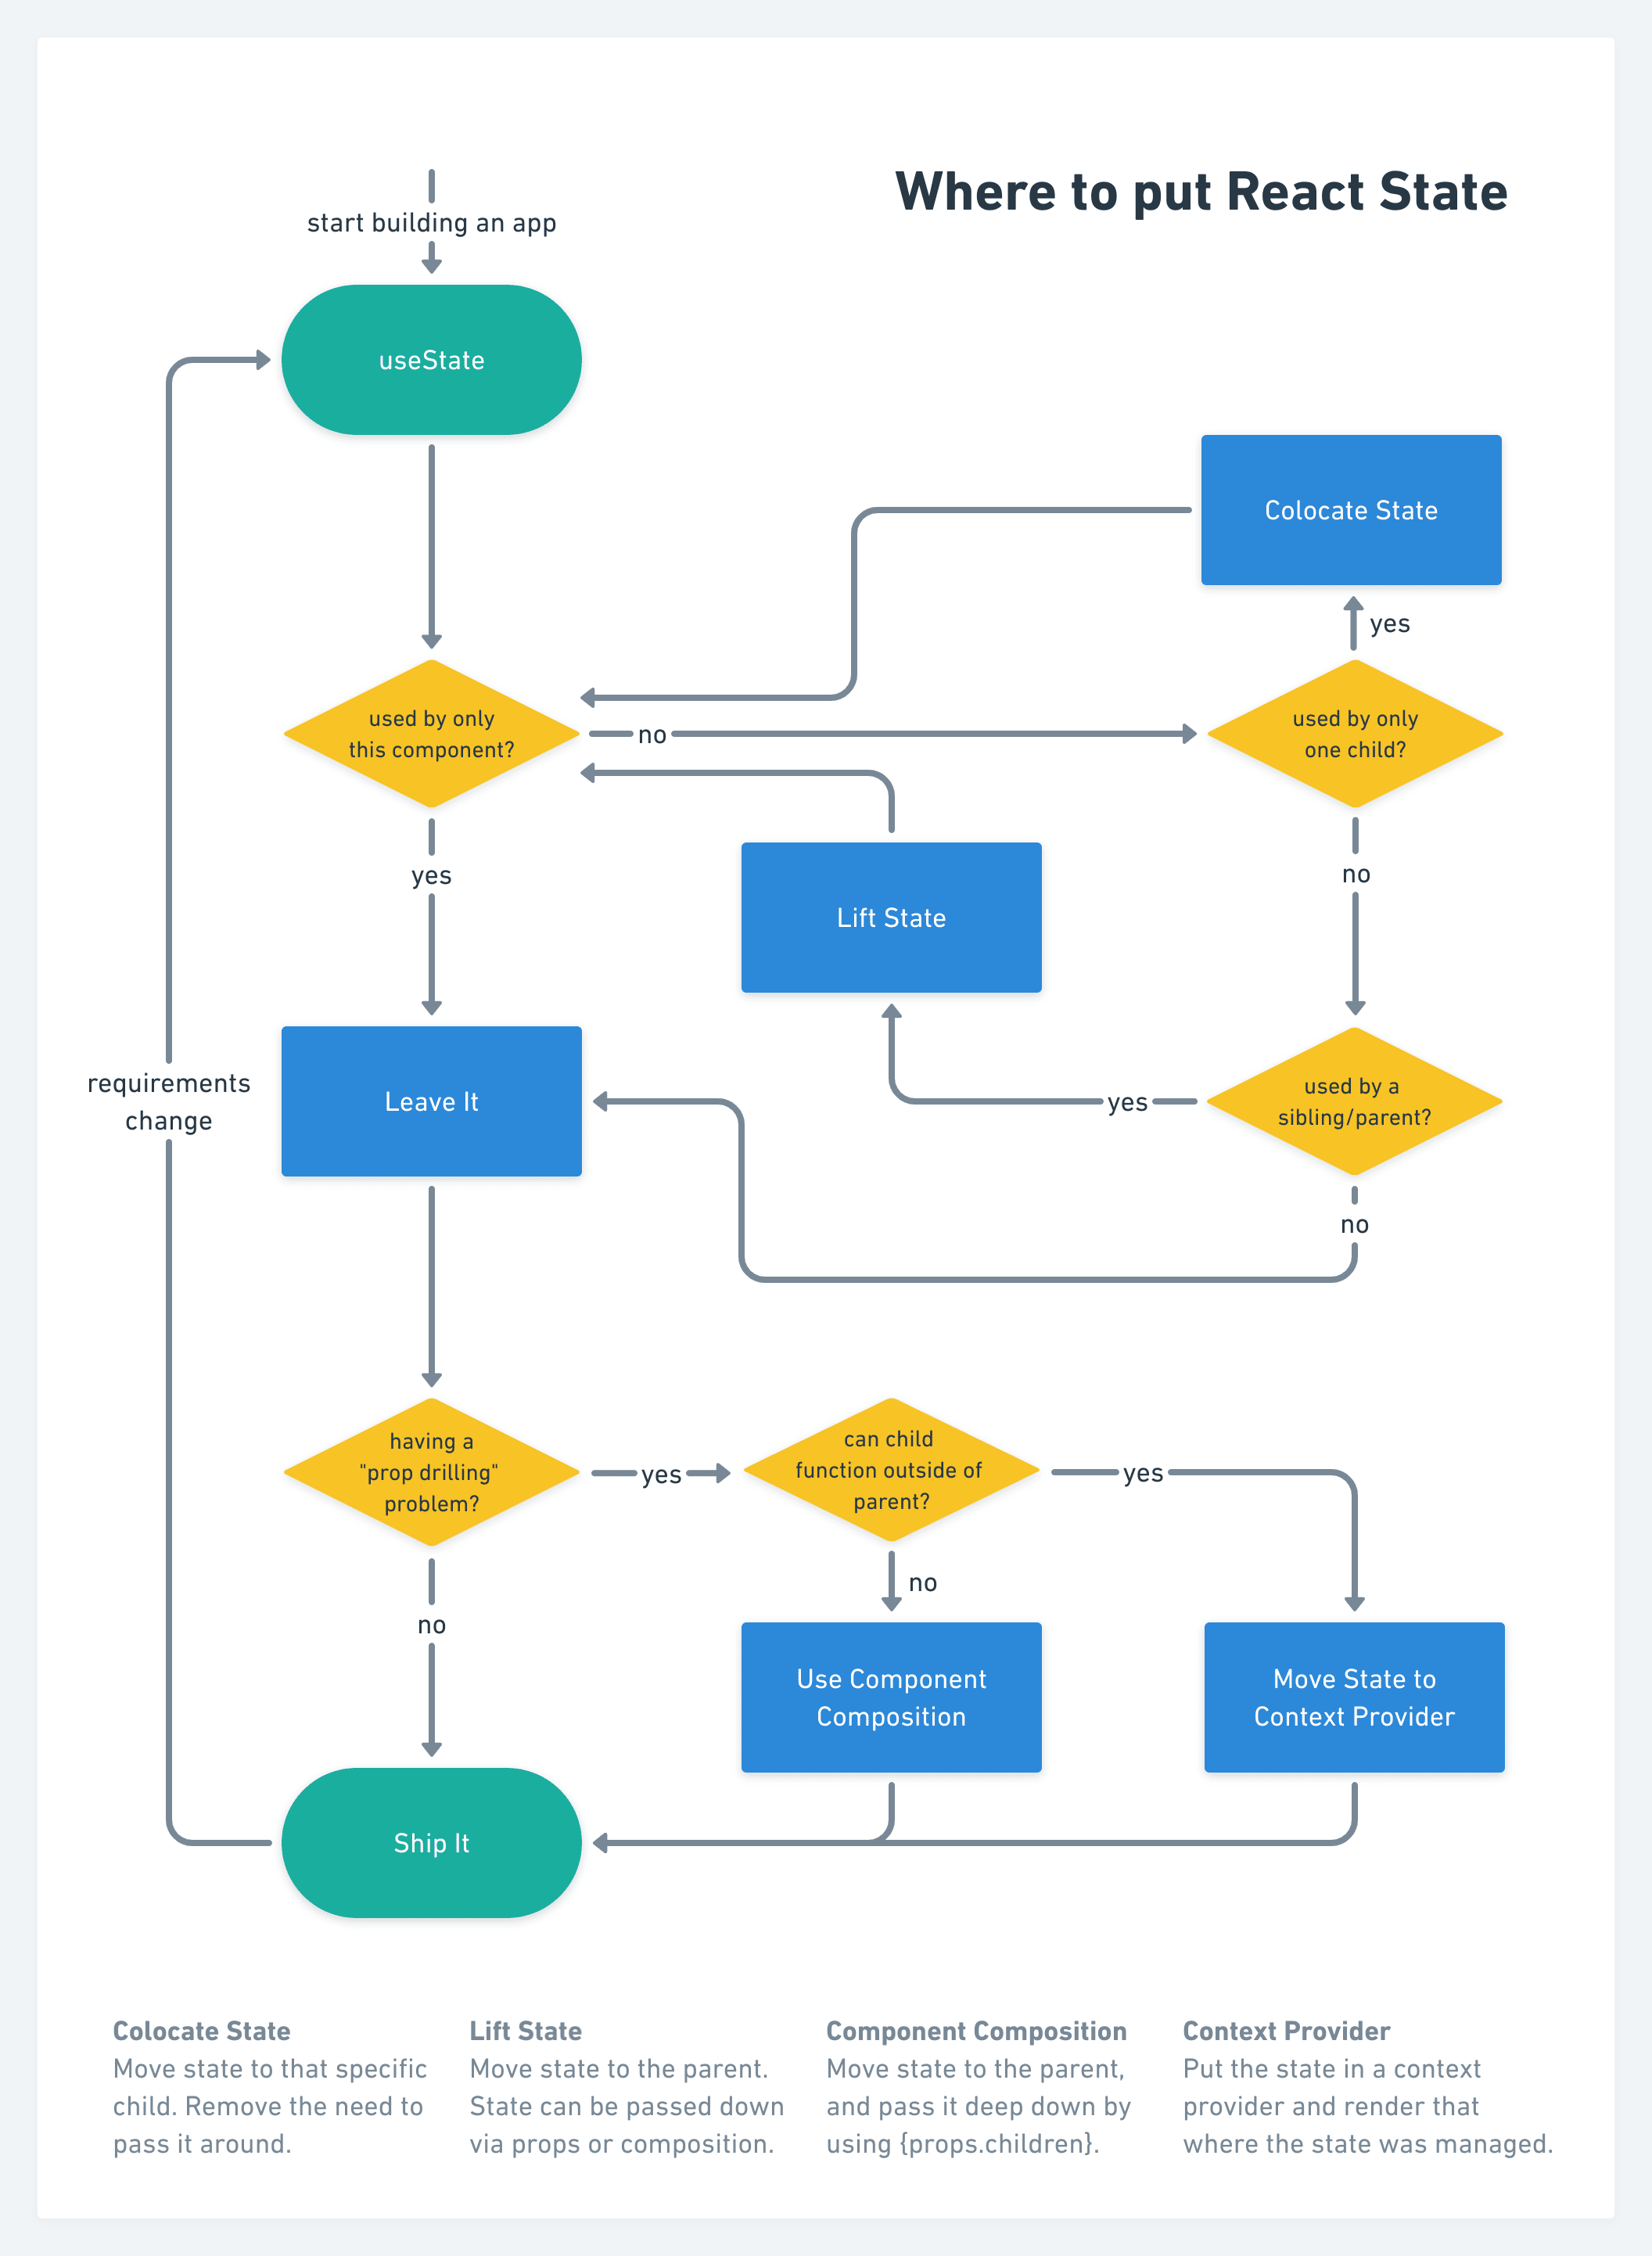 Where to put React State
start building an app
useState
Colocate State
yes
used by only
this component?
no
used by only
one child?
yes
Lift State
no
requirements
change
Leave It
yes
used by a
sibling/parent?
no
having a
"prop drilling"
problem?
yes
can child
function outside of
parent?
yes
no
no
Use Component
Composition
Move State to
Context Provider
Ship It
Colocate State
Move state to that specific
child. Remove the need to
pass it around.
Lift State
Move state to the parent.
State can be passed down
via props or composition.
Component Composition
Move state to the parent,
and pass it deep down by
using {props.children}.
Context Provider
Put the state in a context
provider and render that
where the state was managed.